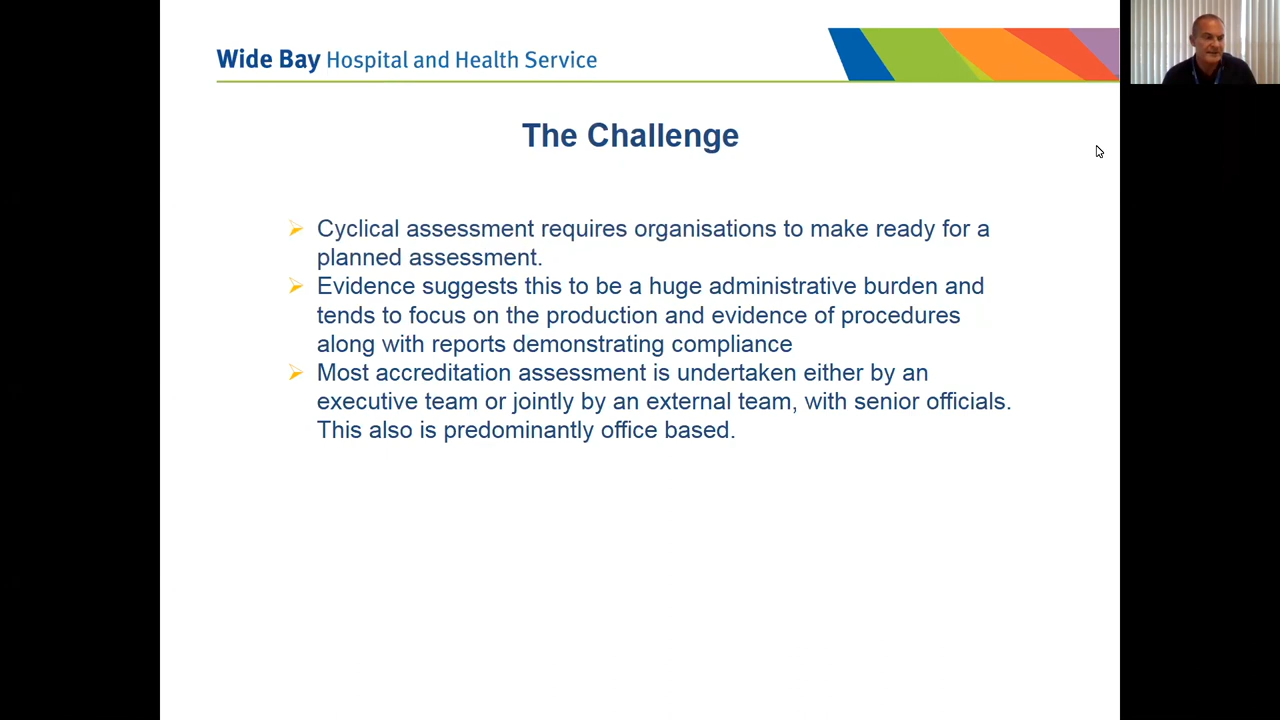 Wide Bay Hospital and Health Service
The Challenge
Cyclical assessment requires organisations to make ready for a
planned assessment.
Evidence suggests this to be a huge administrative burden and
tends to focus on the production and evidence of procedures
along with reports demonstrating compliance
Most accreditation assessment is undertaken either by an
executive team or jointly by an external team, with senior officials.
This also is predominantly office based.